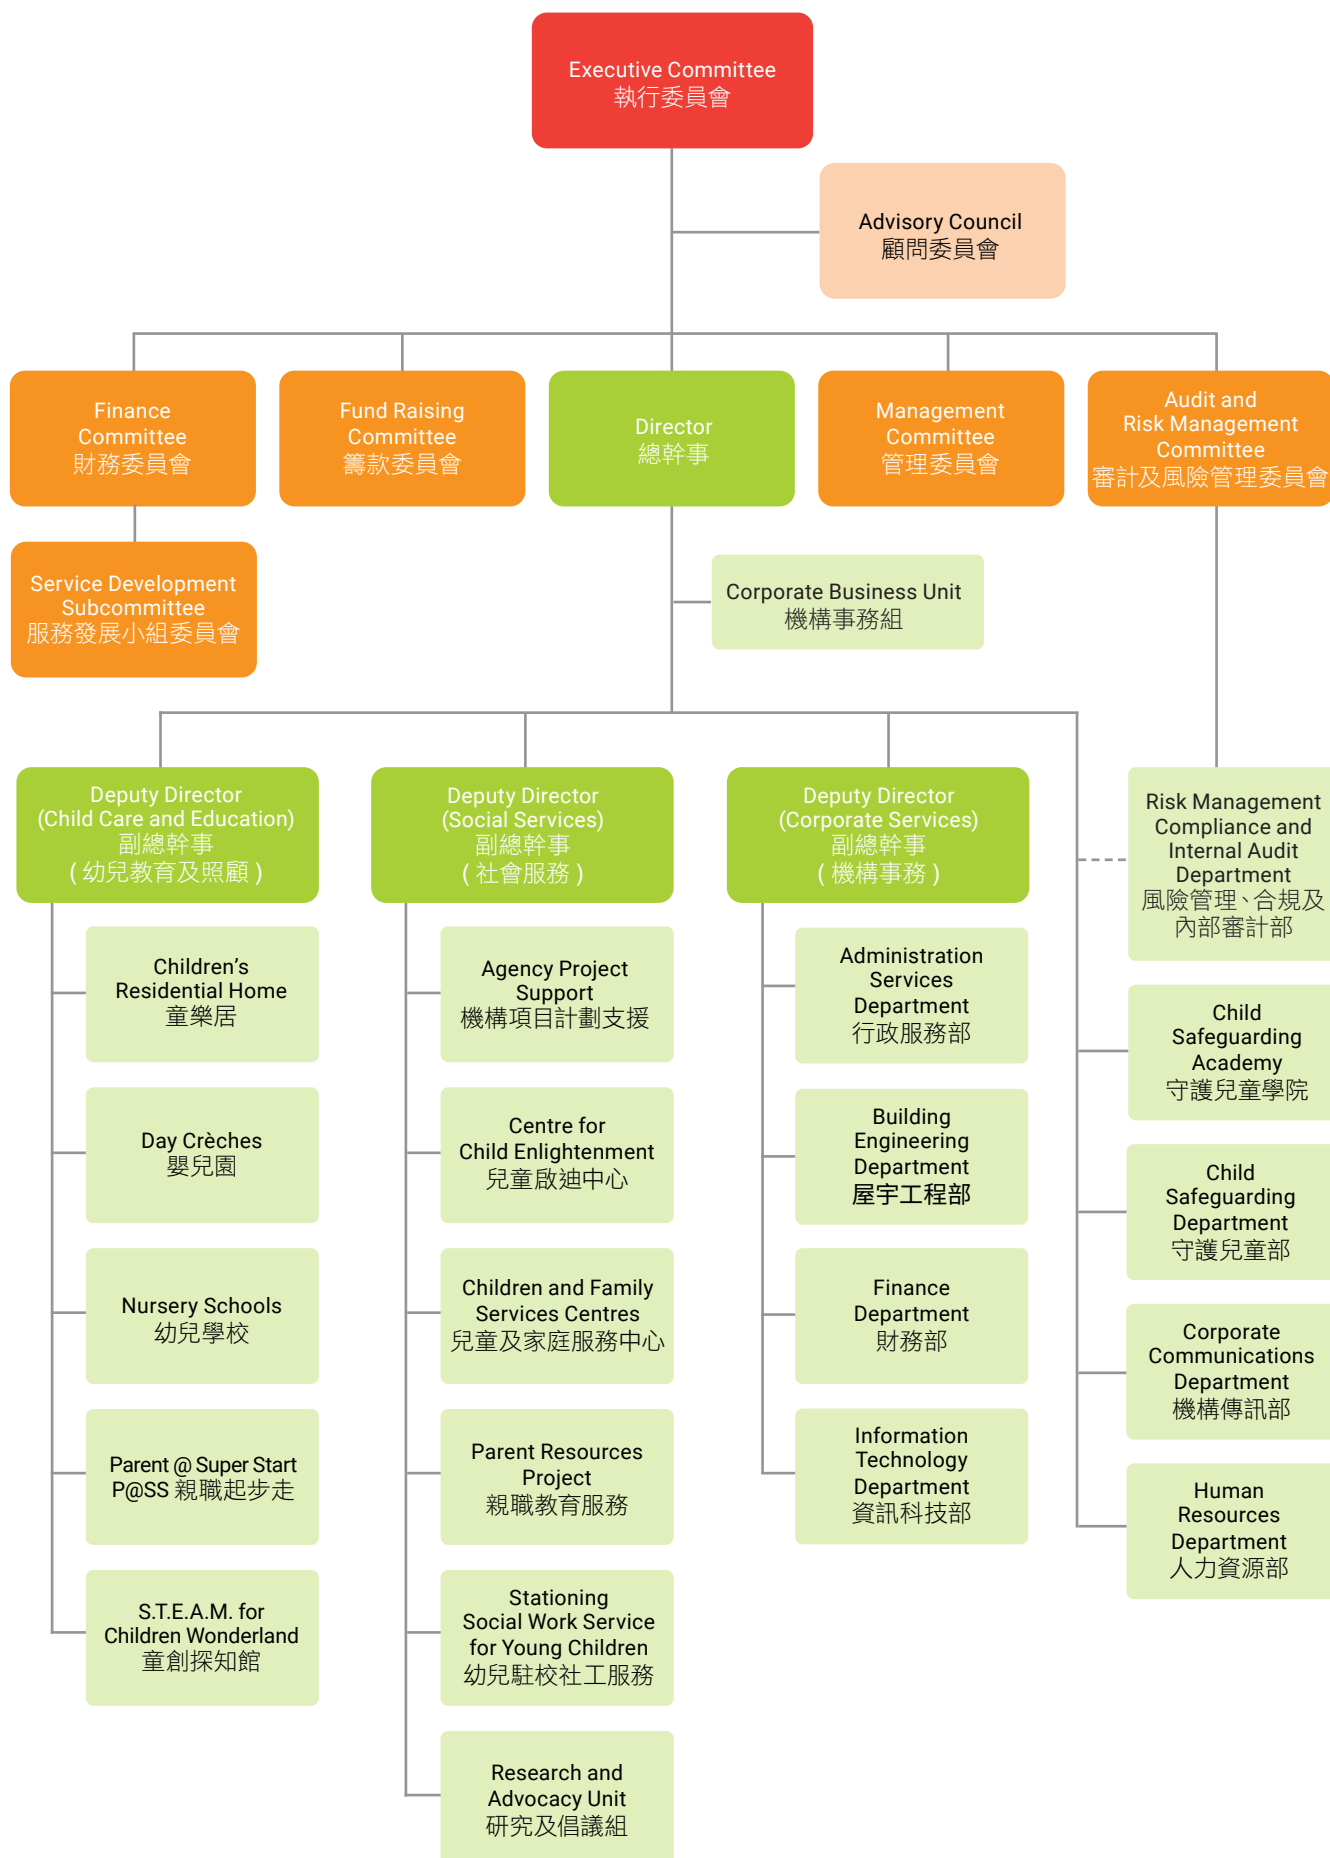 Executive Committee
執行委員會
Advisory Council
顧問委員會
Finance
Committee
財務委員會
Fund Raising
Committee
籌款委員會
Director
總幹事
Management
Committee
管理委員會
Audit and
Risk Management
Committee
審計及風險管理委員會
Service Development
Subcommittee
服務發展小組委員會
Corporate Business Unit
機構事務組
Deputy Director
(Child Care and Education)
副總幹事
( 幼兒教育及照顧 )
Deputy Director
(Social Services)
副總幹事
( 社會服務 )
Deputy Director
(Corporate Services)
副總幹事
( 機構事務 )
Risk Management
Compliance and
Internal Audit
Department
風險管理、合規及
內部審計部
Children’s
Residential Home
童樂居
Day Crèches
嬰兒園
Nursery Schools
幼兒學校
Parent @ Super Start
P@SS 親職起步走
S.T.E.A.M. for
Children Wonderland
童創探知館
Agency Project
Support
機構項目計劃支援
Centre for
Child Enlightenment
兒童啟迪中心
Children and Family
Services Centres
兒童及家庭服務中心
Parent Resources
Project
親職教育服務
Stationing
Social Work Service
for Young Children
幼兒駐校社工服務
Research and
Advocacy Unit
研究及倡議組
Administration
Services
Department
行政服務部
Building
Engineering
Department
屋宇工程部
Finance
Department
財務部
Information
Technology
Department
資訊科技部
Child
Safeguarding
Academy
守護兒童學院
Child
Safeguarding
Department
守護兒童部
Corporate
Communications
Department
機構傳訊部
Human
Resources
Department
人力資源部